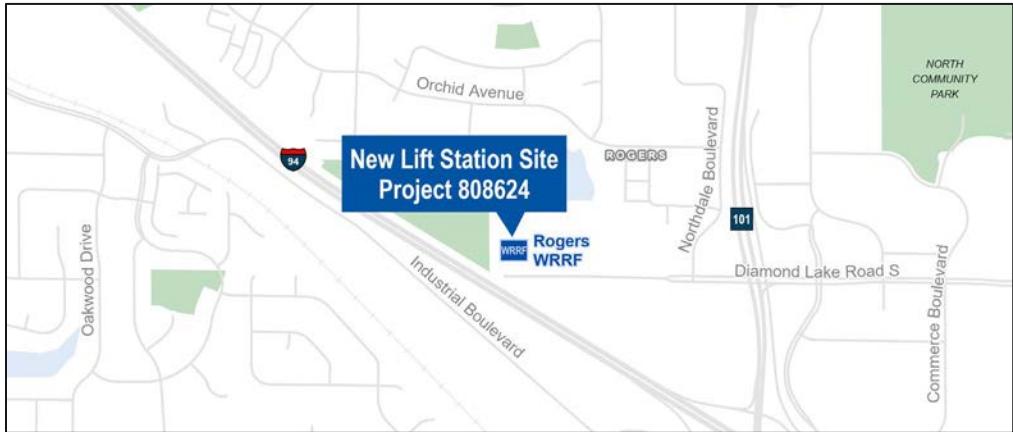 NORTH
COMMUNITY
PARK
Orchid Avenue
94
New Lift Station Site
Project 808624
ROGERS
Northdale Boulevard
101
Oakwood Drive
WRRF
Rogers
WRRF
Industrial Boulevard
Diamond Lake Road S
Commerce Boulevard